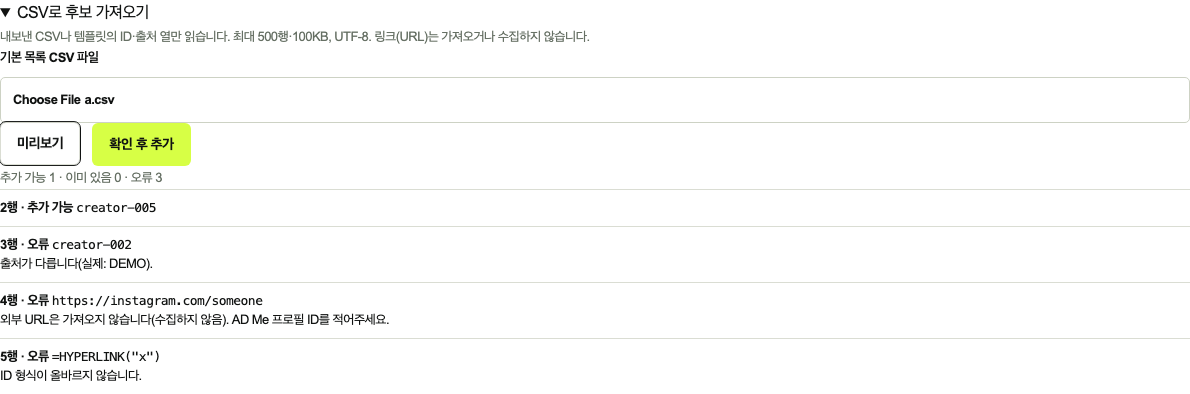 ▼ CSV로 후보 가져오기
내보낸 CSV나 템플릿의 ID·출처 열만 읽습니다. 최대 500행·100KB, UTF-8. 링크(URL)는 가져오거나 수집하지 않습니다.
기본 목록 CSV 파일
Choose File a.csv
미리보기 확인 후 추가
추가 가능 1 · 이미 있음 0 · 오류 3
2행 · 추가 가능 creator-005
3행 · 오류 creator-002
출처가 다릅니다(실제: DEMO).
4행 · 오류 https://instagram.com/someone
외부 URL은 가져오지 않습니다(수집하지 않음). AD Me 프로필 ID를 적어주세요.
5행 · 오류 =HYPERLINK("x")
ID 형식이 올바르지 않습니다.